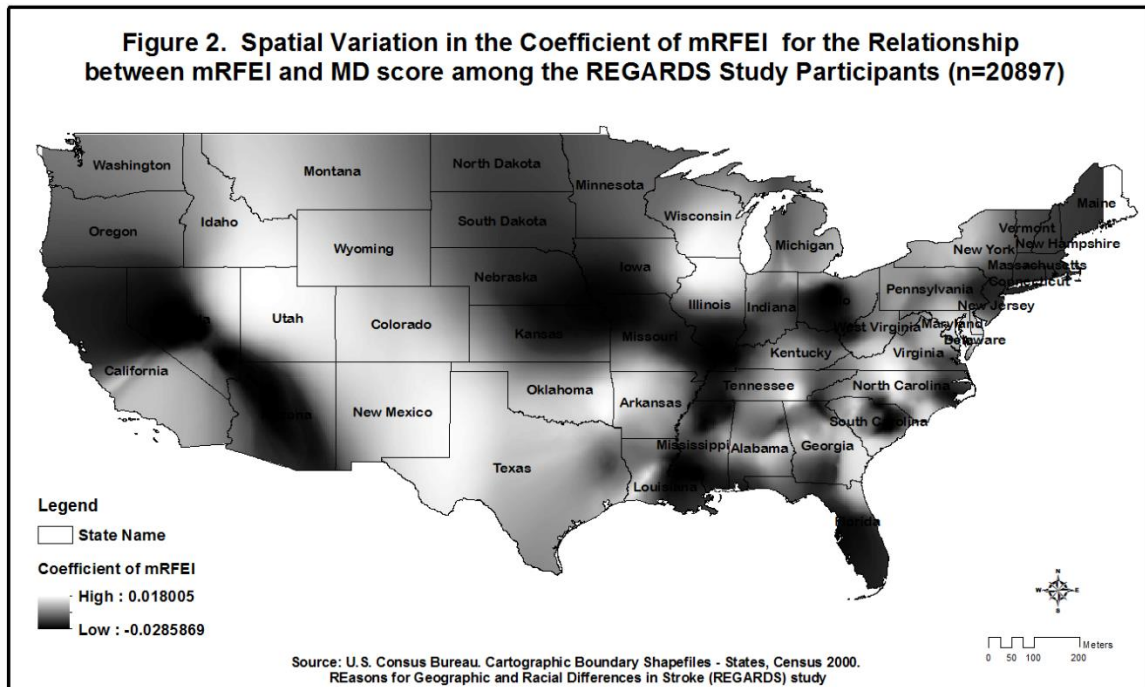 Figure 2. Spatial Variation in the Coefficient of mRFEI for the Relationship
between mRFEI and MD score among the REGARDS Study Participants (n=20897)
Washington
Montana
North Dakota
Minnesota
Maine
Oregon
Idaho
South Dakota
Wisconsin
Vermont
Wyoming
Michigan
New York
New Hampshire
Massachusetts
Connecticut
Nebraska
Iowa
Pennsylvania
New Jersey
Utah
Colorado
Kansas
Missouri
Illinois
Indiana
West Virginia
Maryland
Delaware
California
Kentucky
Virginia
New Mexico
Oklahoma
Arkansas
Tennessee
North Carolina
South Carolina
Texas
Louisiana
Mississippi
Alabama
Georgia
Florida
Legend
State Name
Coefficient of mRFEI
High : 0.018005
Low : -0.0285869
N
W E
S
Meters
0 50 100 200
Source: U.S. Consus Bureau. Cartographic Boundary Shapefiles - States, Census 2000.
REasons for Geographic and Racial Differences in Stroke (REGARDS) study